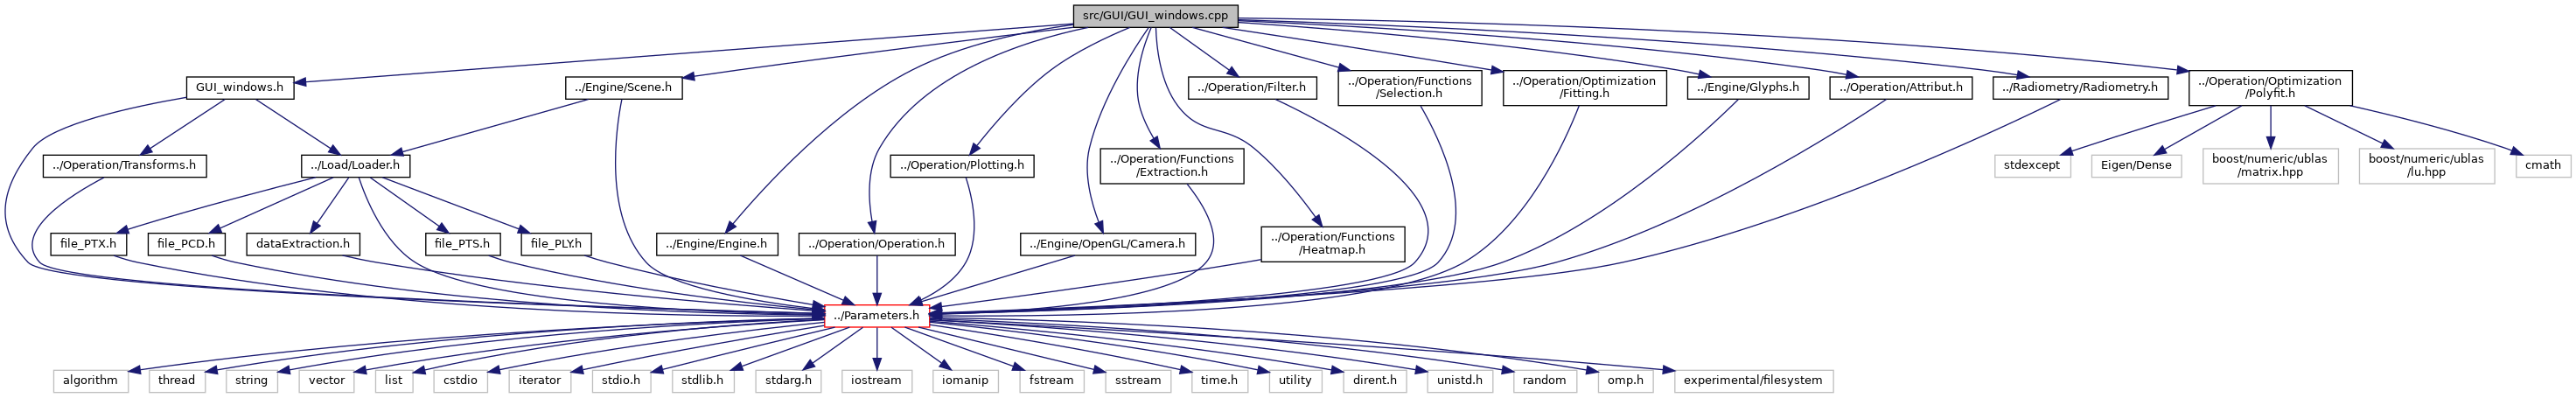 src/GUI/GUI_windows.cpp
GUI_windows.h
../Engine/Scene.h
../Operation/Filter.h
../Operation/Functions
/Selection.h
../Operation/Optimization
/Fitting.h
../Engine/Glyphs.h
../Operation/Attribut.h
../Radiometry/Radiometry.h
../Operation/Optimization
/Polyfit.h
../Operation/Transforms.h
../Load/Loader.h
../Operation/Plotting.h
../Operation/Functions
/Extraction.h
stdexcept
Eigen/Dense
boost/numeric/ublas
/matrix.hpp
boost/numeric/ublas
/lu.hpp
cmath
file_PTX.h
file_PCD.h
dataExtraction.h
file_PTS.h
file_PLY.h
../Engine/Engine.h
../Operation/Operation.h
../Engine/OpenGL/Camera.h
../Operation/Functions
/Heatmap.h
../Parameters.h
algorithm
thread
string
vector
list
cstdio
iterator
stdio.h
stdlib.h
stdarg.h
iostream
iomanip
fstream
sstream
time.h
utility
dirent.h
unistd.h
random
omp.h
experimental/filesystem